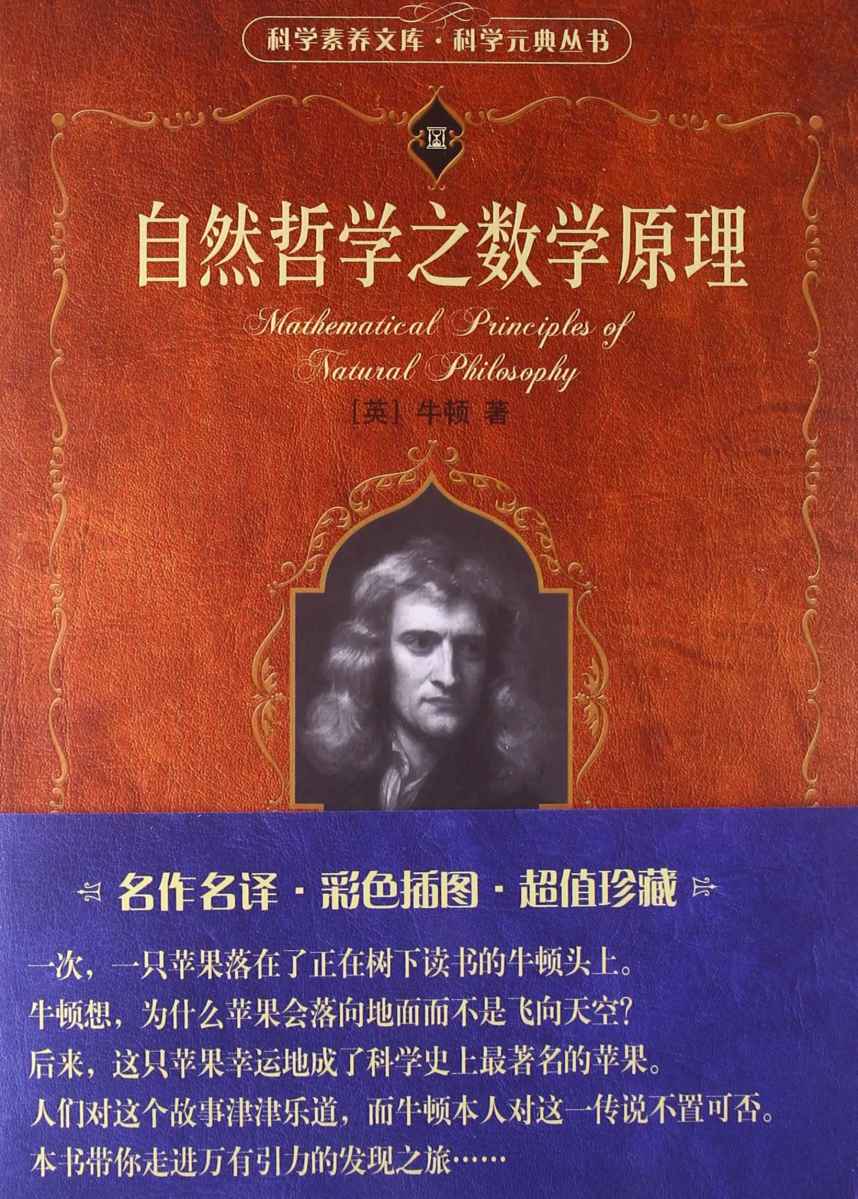 科学素养文库·科学元典丛书
自然哲学之数学原理
Mathematical Principles of
Natural Philosophy
［英］牛顿 著
名作名译·彩色插图·超值珍藏
一次，一只苹果落在了正在树下读书的牛顿头上。
牛顿想，为什么苹果会落向地面而不是飞向天空？
后来，这只苹果幸运地成了科学史上最著名的苹果。
人们对这个故事津津乐道，而牛顿本人对这一传说不置可否。
本书带你走进万有引力的发现之旅……